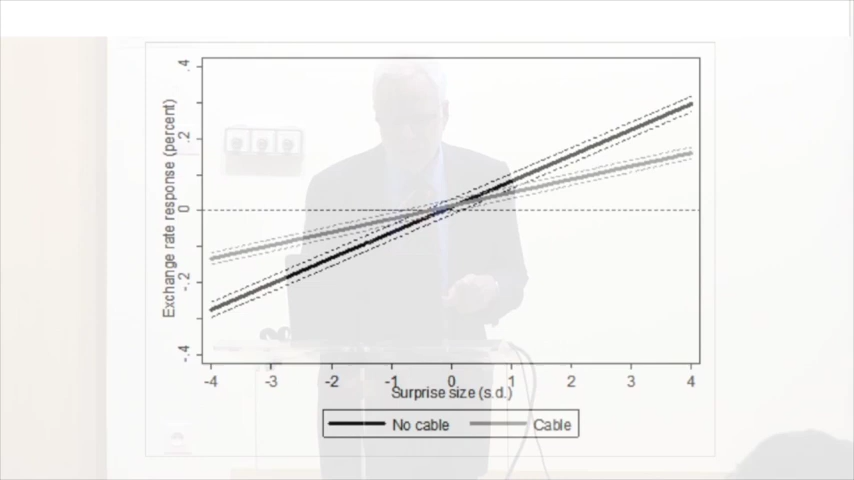 Exchange rate response (percent)
.4
.2
0
-.2
-.4
-4 -3 -2 -1 0 1 2 3 4
Surprise size (s.d.)
No cable Cable